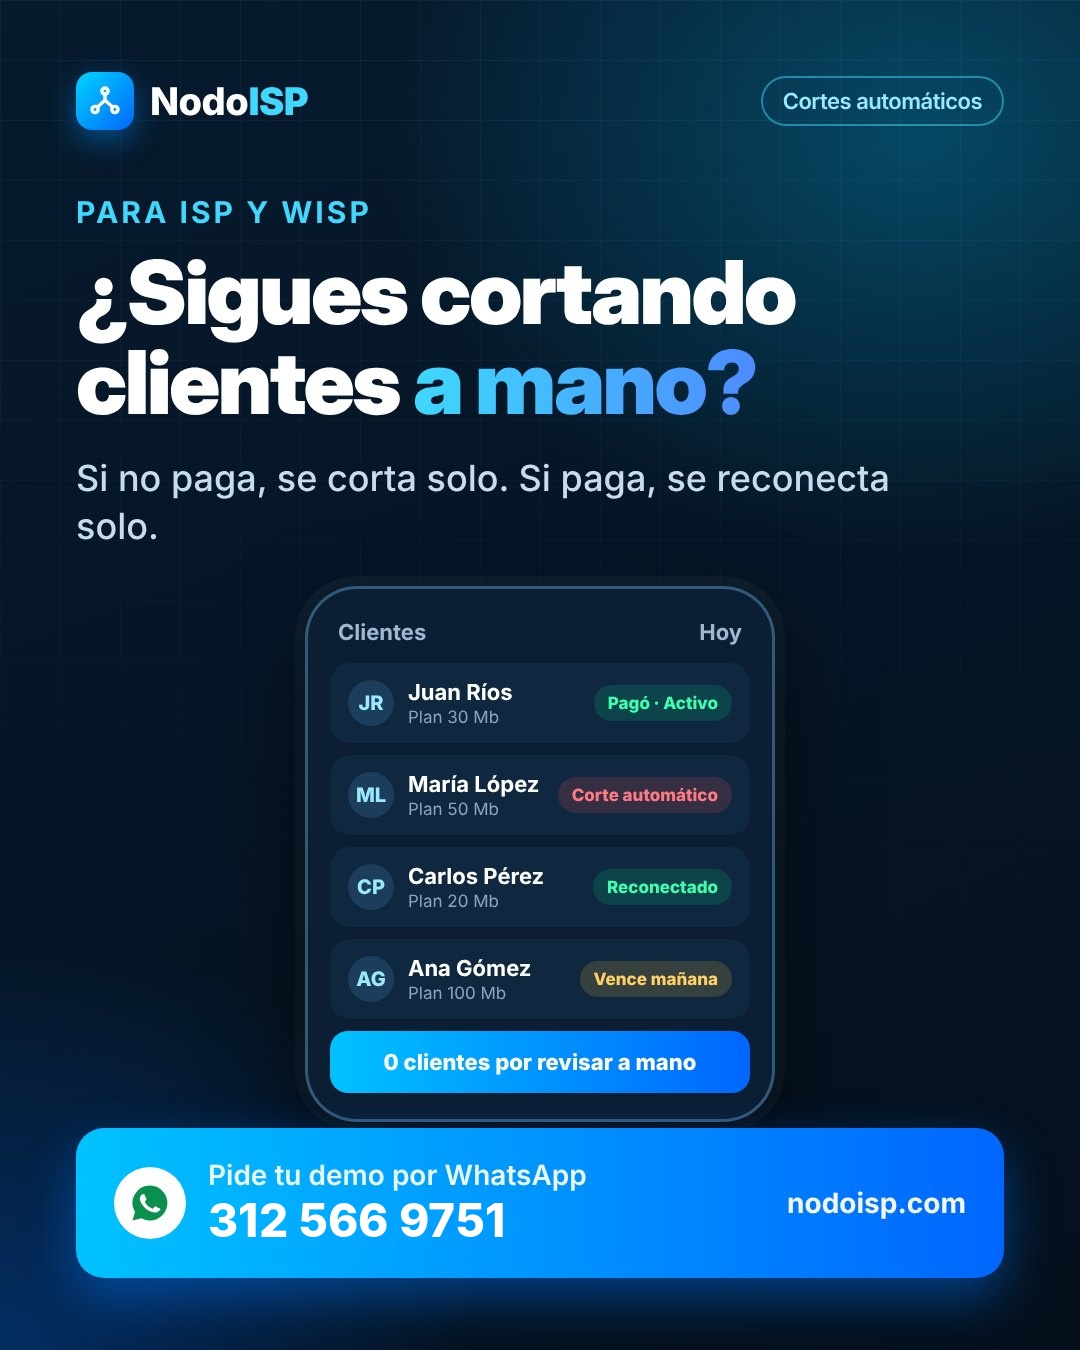 NodoISP
Cortes automáticos
PARA ISP Y WISP
¿Sigues cortando
clientes a mano?
Si no paga, se corta solo. Si paga, se reconecta
solo.
Clientes
Hoy
JR
Juan Ríos
Plan 30 Mb
Pagó · Activo
ML
María López
Plan 50 Mb
Corte automático
CP
Carlos Pérez
Plan 20 Mb
Reconectado
AG
Ana Gómez
Plan 100 Mb
Vence mañana
0 clientes por revisar a mano
Pide tu demo por WhatsApp
312 566 9751
nodoisp.com